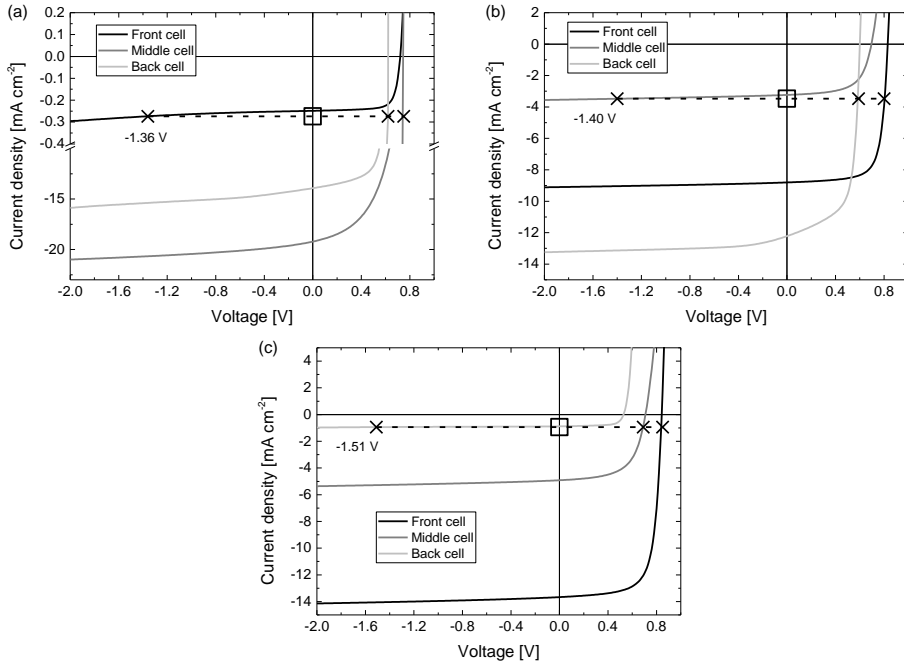 (a)
0.2
0.1
0.0
-0.1
-0.2
-0.3
-0.4
-15
-20
Current density [mA cm⁻²]
Front cell
Middle cell
Back cell
-1.36 V
-2.0 -1.6 -1.2 -0.8 -0.4 0.0 0.4 0.8
Voltage [V]
(b)
2
0
-2
-4
-6
-8
-10
-12
-14
Current density [mA cm⁻²]
Front cell
Middle cell
Back cell
-1.40 V
-2.0 -1.6 -1.2 -0.8 -0.4 0.0 0.4 0.8
Voltage [V]
(c)
4
2
0
-2
-4
-6
-8
-10
-12
-14
Current density [mA cm⁻²]
-1.51 V
Front cell
Middle cell
Back cell
-2.0 -1.6 -1.2 -0.8 -0.4 0.0 0.4 0.8
Voltage [V]